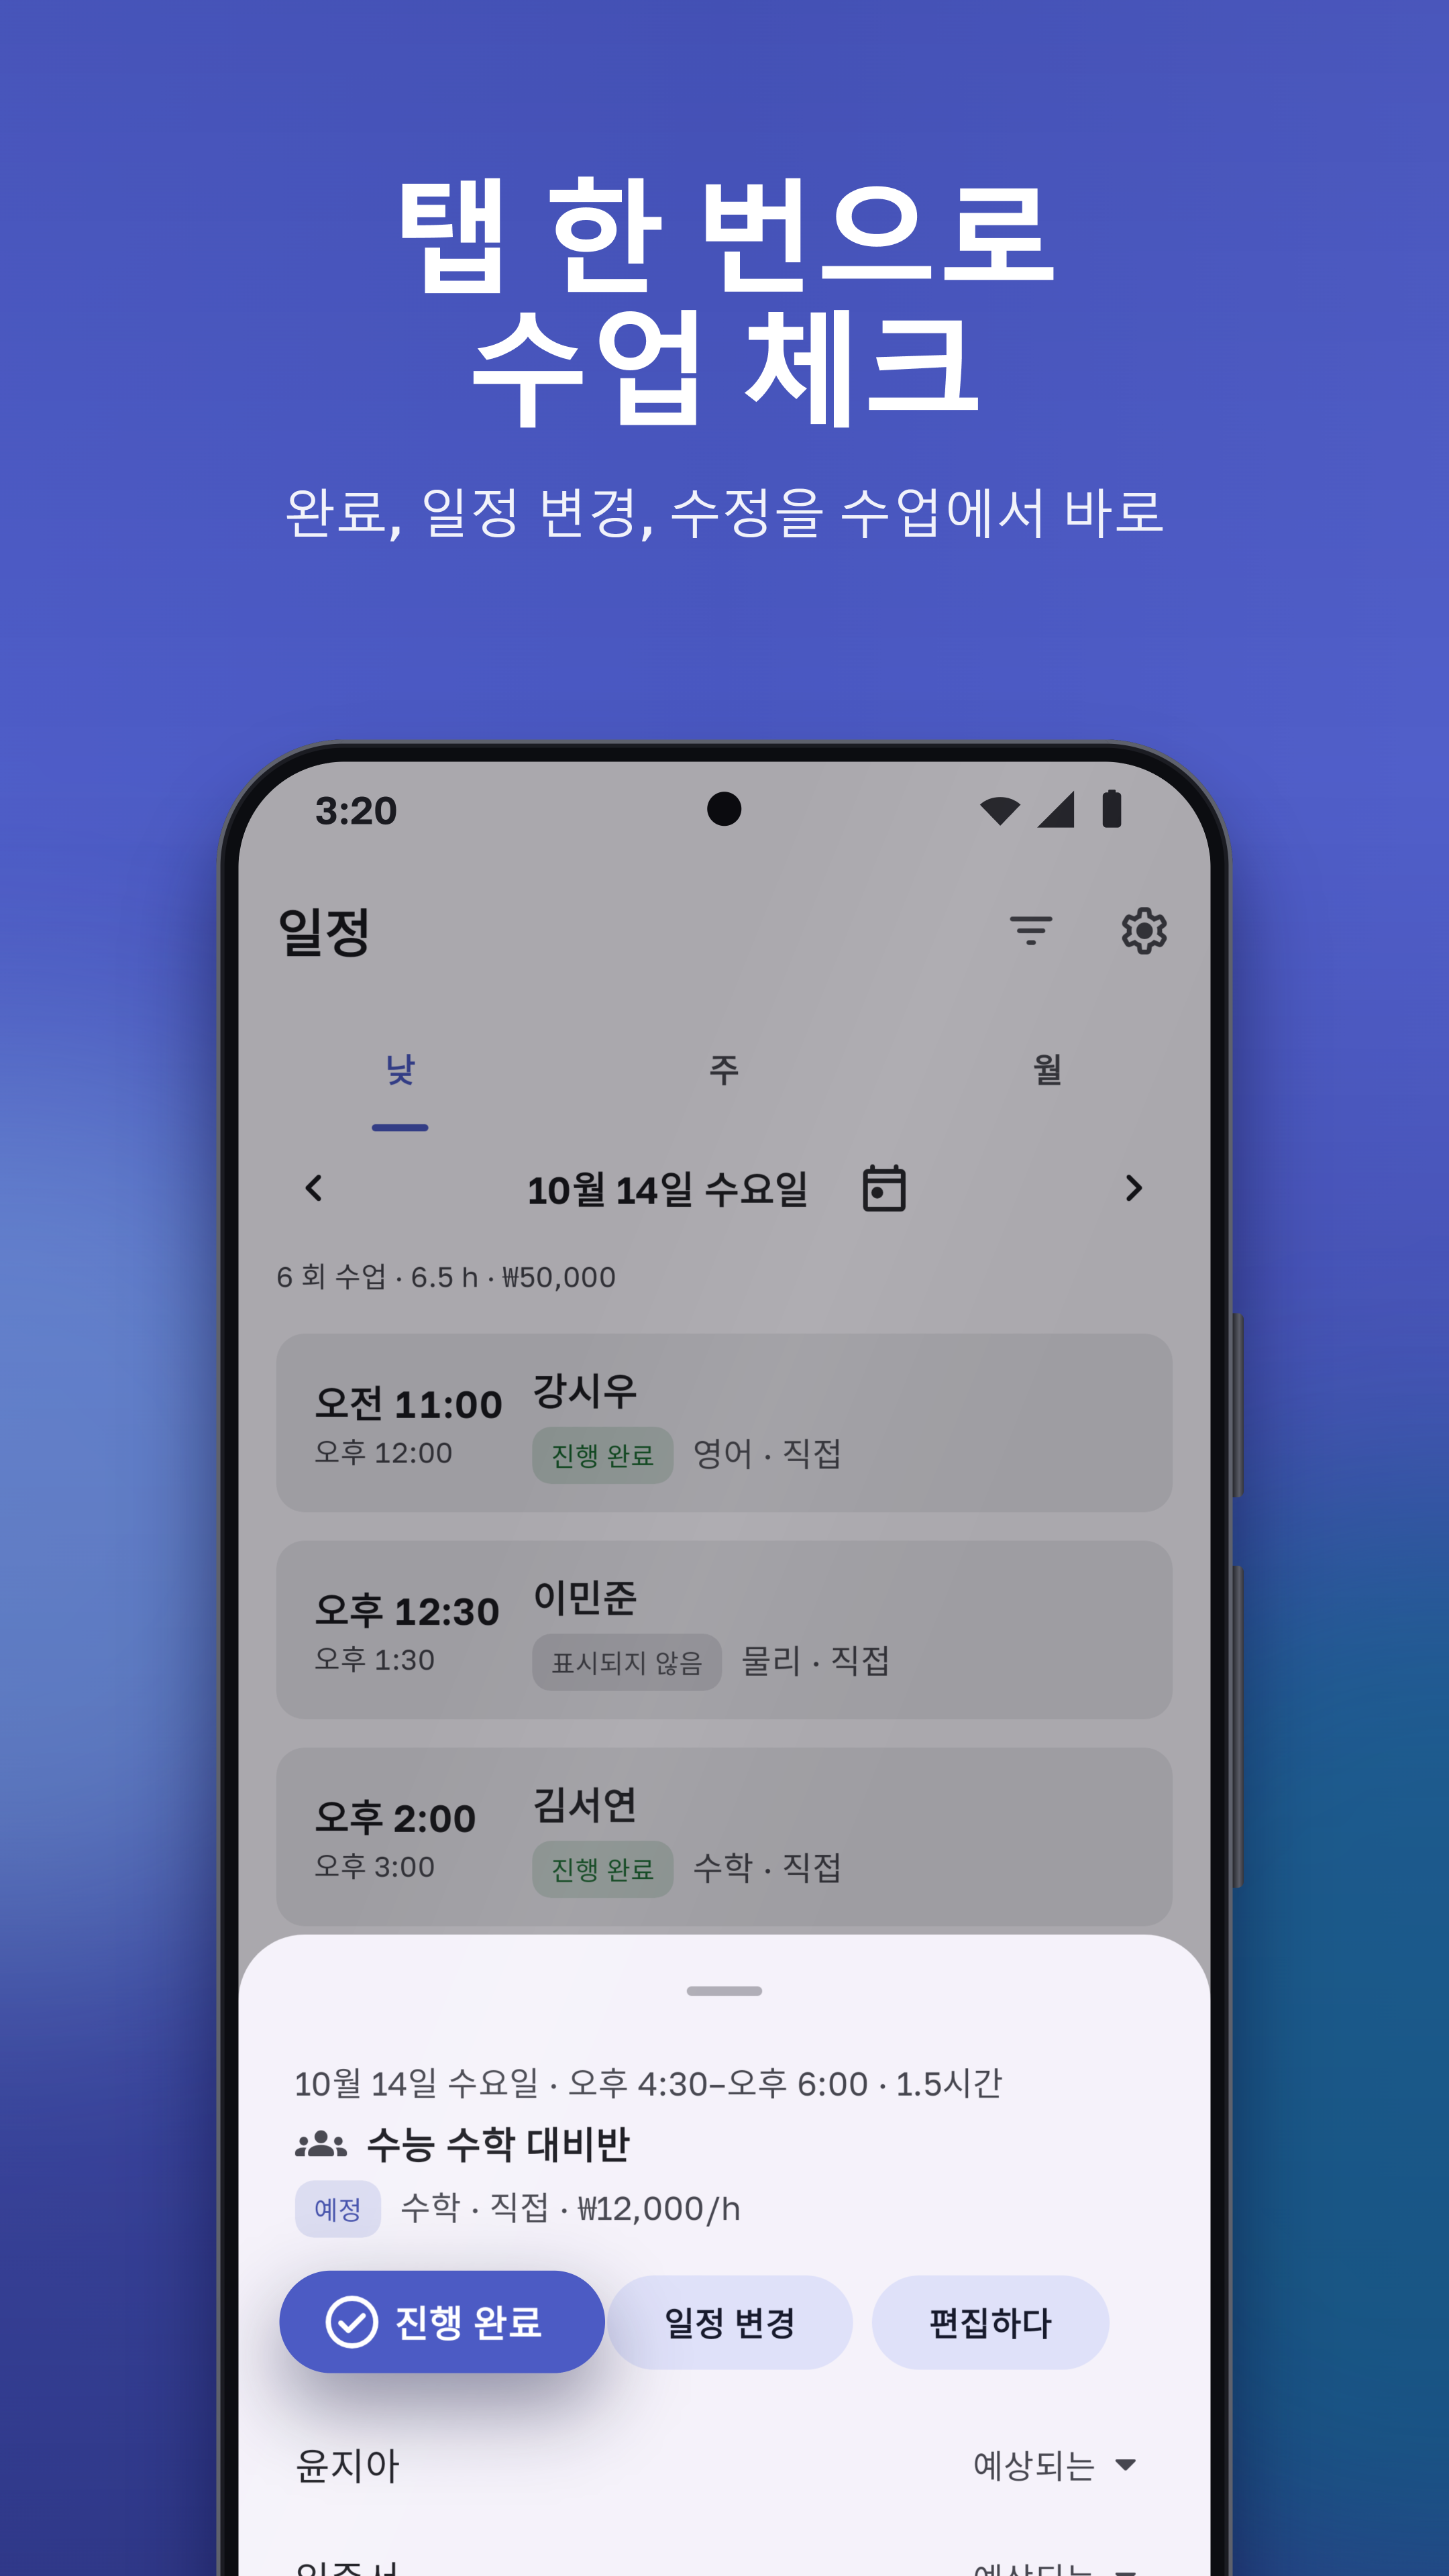 탭 한 번으로
수업 체크
완료, 일정 변경, 수정을 수업에서 바로
3:20
일정
낮 주 월
10월 14일 수요일
6 회 수업 · 6.5 h · ₩50,000
오전 11:00 강시우
오후 12:00 진행 완료 영어 · 직접
오후 12:30 이민준
오후 1:30 표시되지 않음 물리 · 직접
오후 2:00 김서연
오후 3:00 진행 완료 수학 · 직접
10월 14일 수요일 · 오후 4:30–오후 6:00 · 1.5시간
수능 수학 대비반
예정 수학 · 직접 · ₩12,000/h
진행 완료 일정 변경 편집하다
윤지아 예상되는
예상되는